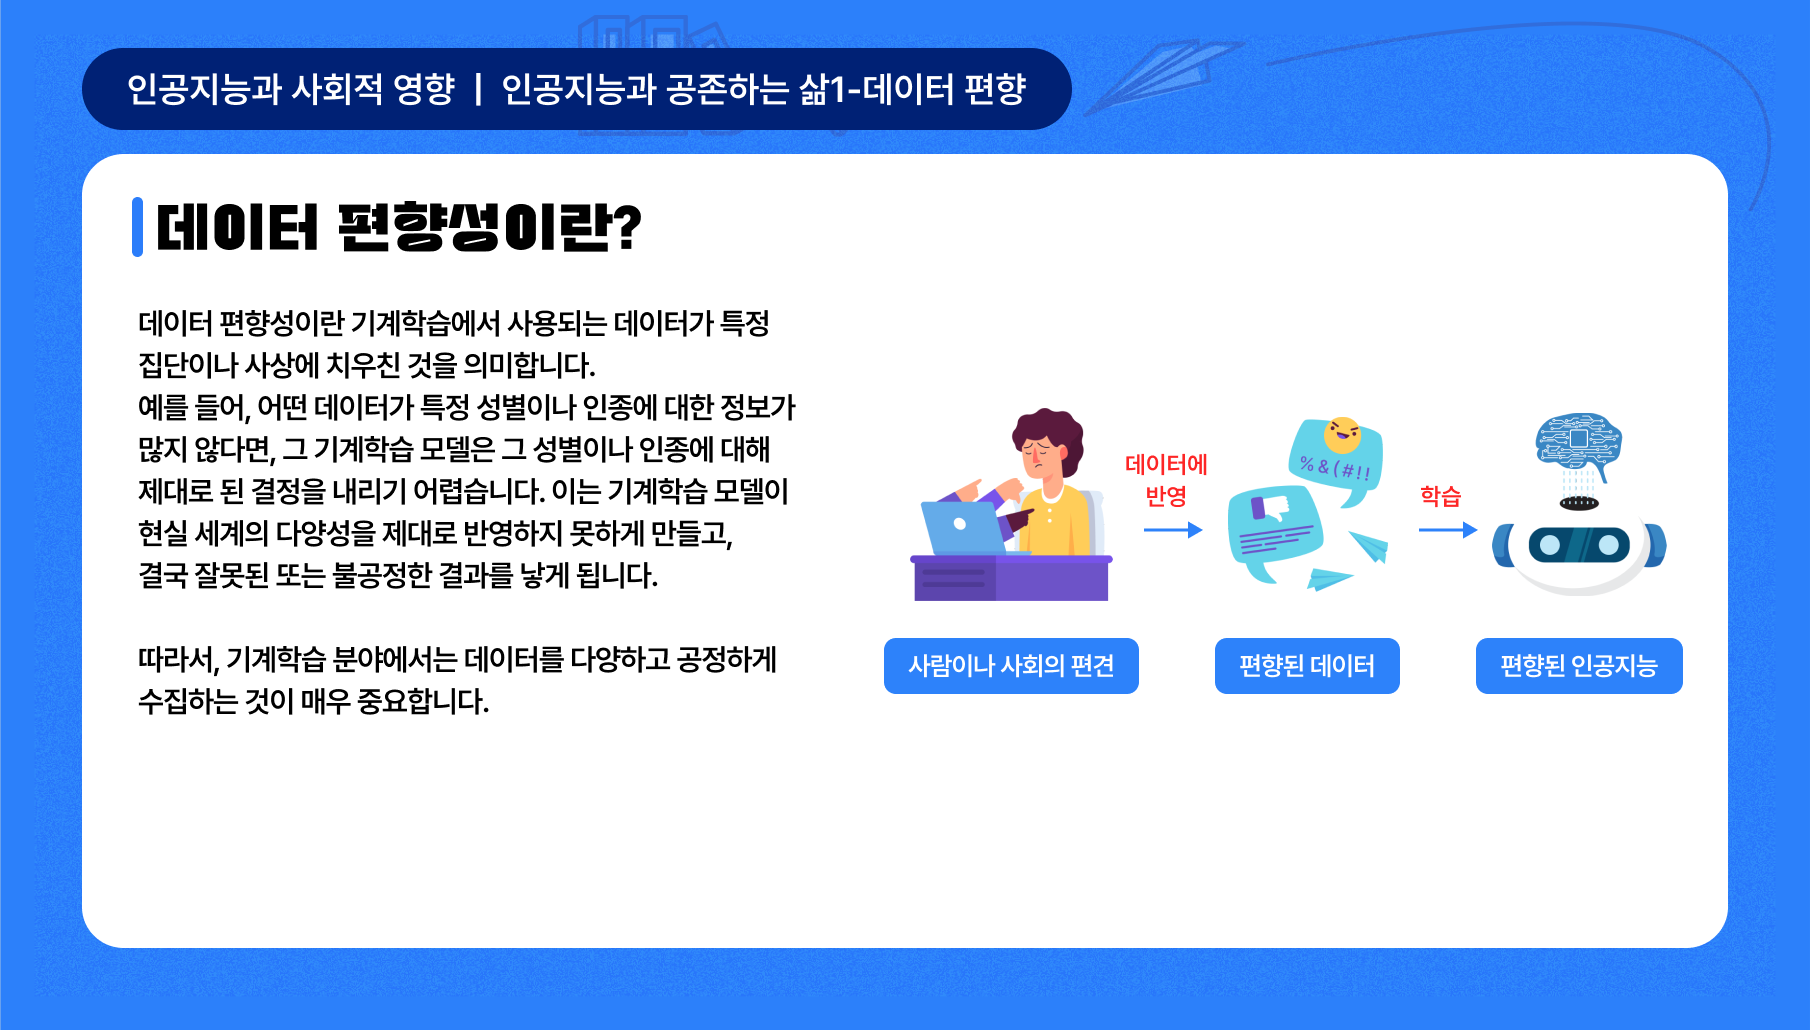 인공지능과 사회적 영향 | 인공지능과 공존하는 삶1-데이터 편향
데이터 편향성이란?
데이터 편향성이란 기계학습에서 사용되는 데이터가 특정
집단이나 사상에 치우친 것을 의미합니다.
예를 들어, 어떤 데이터가 특정 성별이나 인종에 대한 정보가
많지 않다면, 그 기계학습 모델은 그 성별이나 인종에 대해
제대로 된 결정을 내리기 어렵습니다. 이는 기계학습 모델이
현실 세계의 다양성을 제대로 반영하지 못하게 만들고,
결국 잘못된 또는 불공정한 결과를 낳게 됩니다.
따라서, 기계학습 분야에서는 데이터를 다양하고 공정하게
수집하는 것이 매우 중요합니다.
데이터에
반영
%&(#!!
학습
사람이나 사회의 편견
편향된 데이터
편향된 인공지능